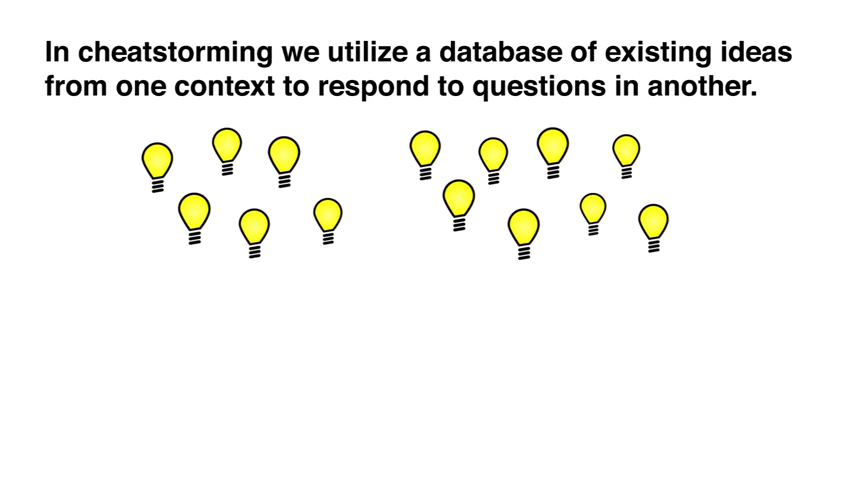 In cheatstorming we utilize a database of existing ideas
from one context to respond to questions in another.